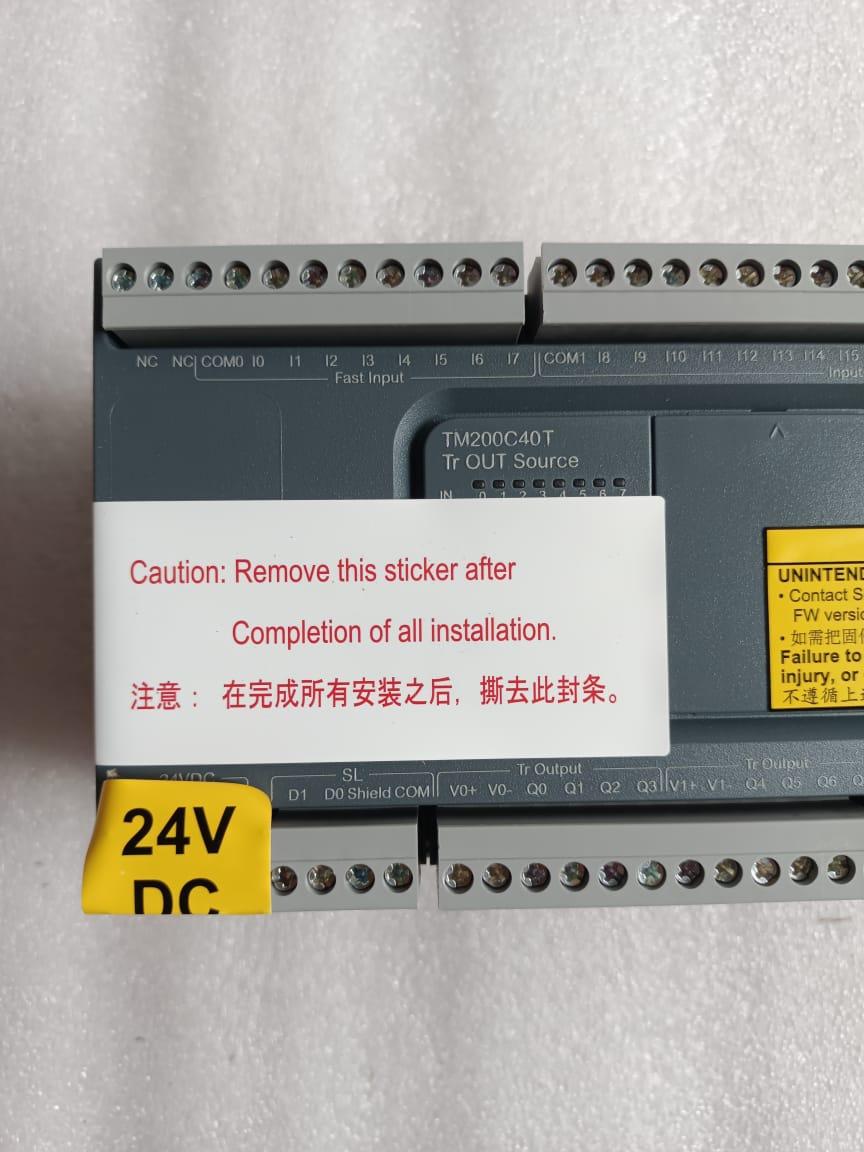 NC NC COM0 I0 I1 I2 I3 I4 I5 I6 I7 COM1 I8 I9 I10 I11 I12 I13 I14 I15
Fast Input
Input
TM200C40T
Tr OUT Source
IN 0 1 2 3 4 5 6 7
Caution: Remove this sticker after
Completion of all installation.
注意： 在完成所有安装之后，撕去此封条。
UNINTEND
• Contact S
FW versio
• 如需把固
Failure to
injury, or
不遵循上
24VDC SL Tr Output Tr Output
D1 D0 Shield COM V0+ V0- Q0 Q1 Q2 Q3 V1+ V1- Q4 Q5 Q6
24V
DC